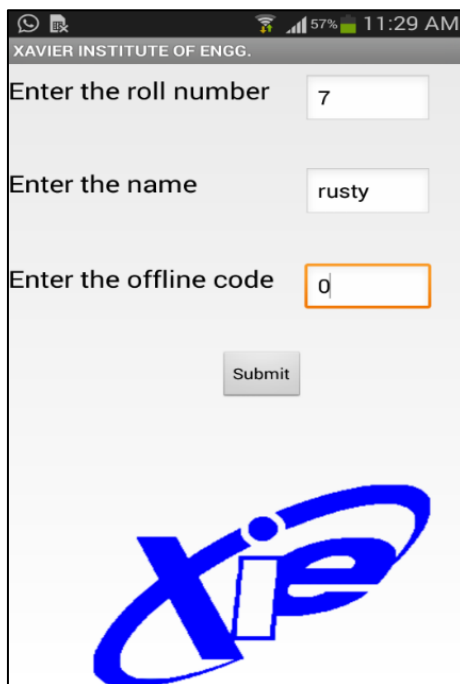 57% 11:29 AM
XAVIER INSTITUTE OF ENGG.
Enter the roll number 7
Enter the name rusty
Enter the offline code 0
Submit
Xie